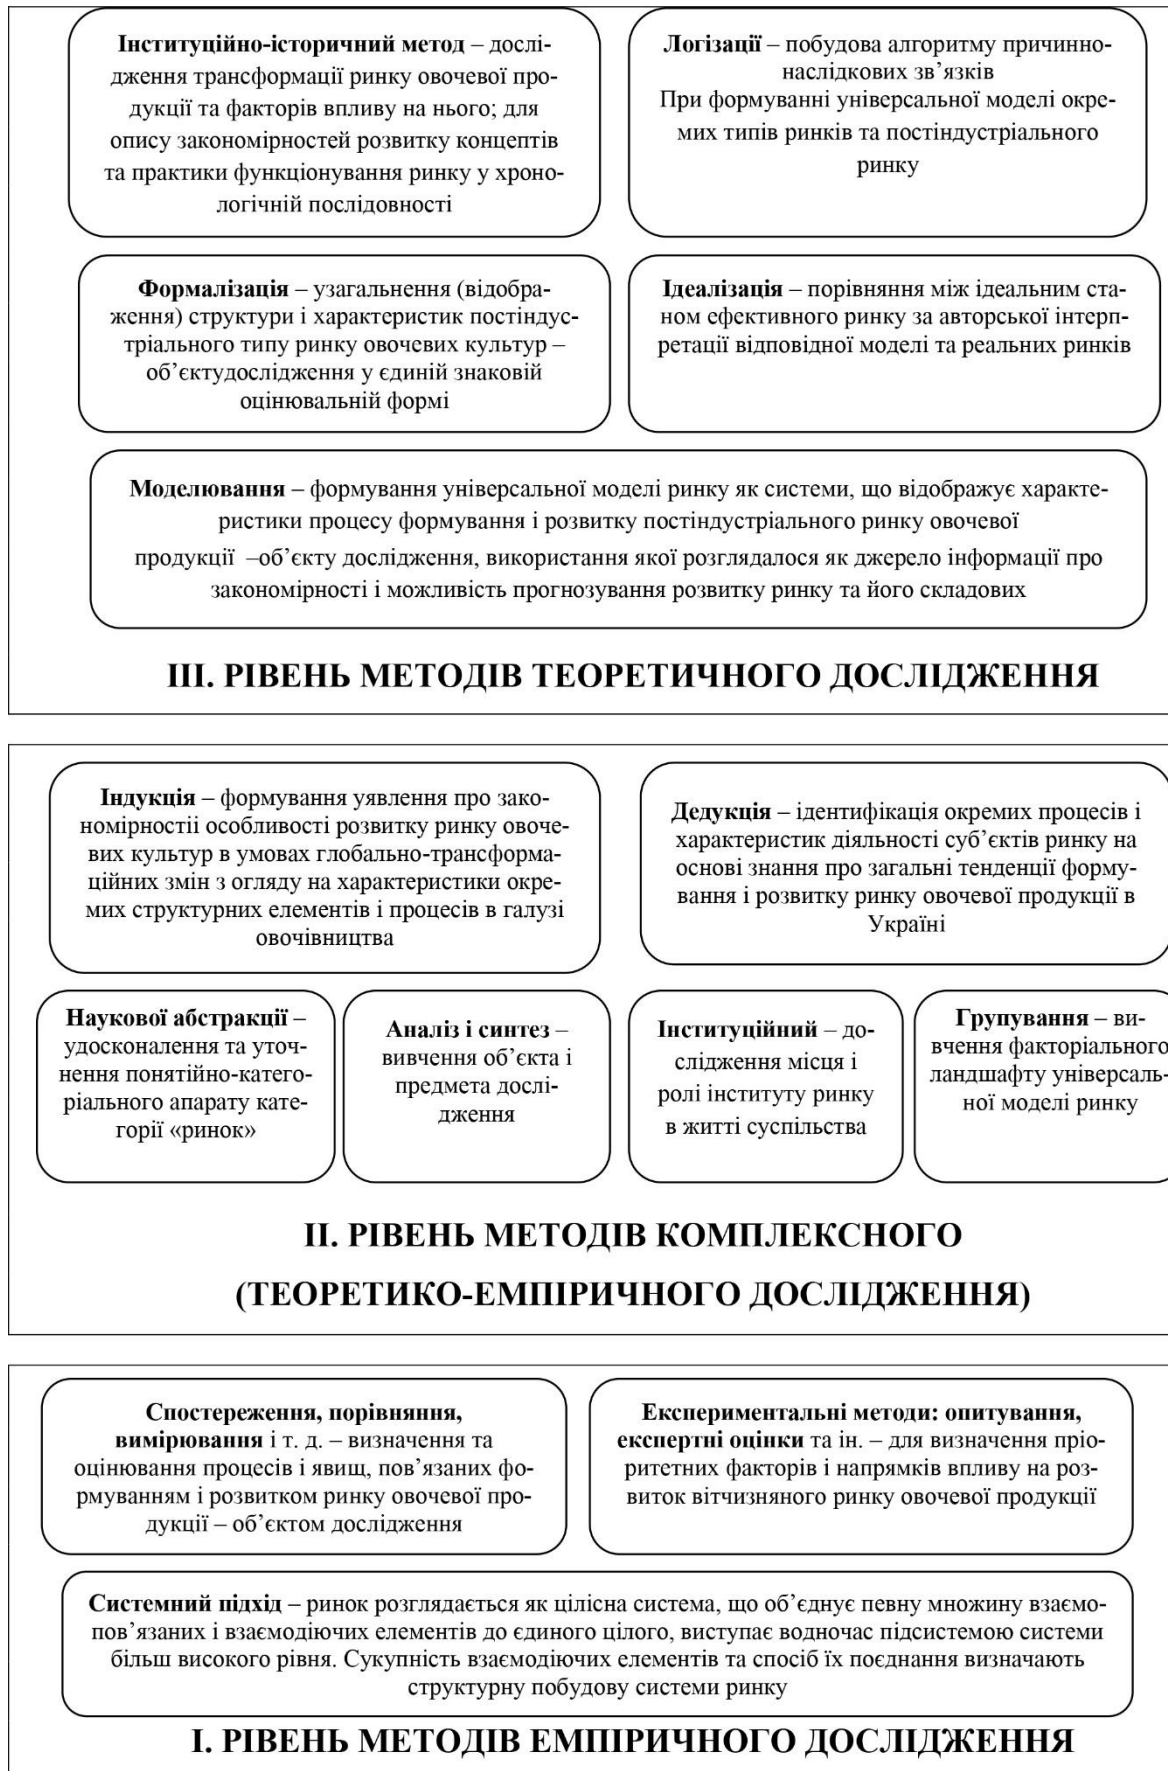 Інституційно-історичний метод – дослі-
дження трансформації ринку овочевої про-
дукції та факторів впливу на нього; для
опису закономірностей розвитку концептів
та практики функціонування ринку у хроно-
логічній послідовності
Логізації – побудова алгоритму причинно-
наслідкових зв’язків
При формуванні універсальної моделі окре-
мих типів ринків та постіндустріального
ринку
Формалізація – узагальнення (відобра-
ження) структури і характеристик постіндус-
тріального типу ринку овочевих культур –
об’єктудослідження у єдиній знаковій
оцінювальній формі
Ідеалізація – порівняння між ідеальним ста-
ном ефективного ринку за авторської інтерп-
ретації відповідної моделі та реальних ринків
Моделювання – формування універсальної моделі ринку як системи, що відображує характе-
ристики процесу формування і розвитку постіндустріального ринку овочевої
продукції –об’єкту дослідження, використання якої розглядалося як джерело інформації про
закономірності і можливість прогнозування розвитку ринку та його складових
ІІІ. РІВЕНЬ МЕТОДІВ ТЕОРЕТИЧНОГО ДОСЛІДЖЕННЯ
Індукція – формування уявлення про зако-
номірностіі особливості розвитку ринку овоче-
вих культур в умовах глобально-трансформа-
ційних змін з огляду на характеристики окре-
мих структурних елементів і процесів в галузі
овочівництва
Дедукція – ідентифікація окремих процесів і
характеристик діяльності суб’єктів ринку на
основі знання про загальні тенденції форму-
вання і розвитку ринку овочевої продукції в
Україні
Наукової абстракції –
удосконалення та уточ-
нення понятійно-катего-
ріального апарату кате-
горії «ринок»
Аналіз і синтез –
вивчення об’єкта і
предмета дослі-
дження
Інституційний – до-
слідження місця і
ролі інституту ринку
в житті суспільства
Групування – ви-
вчення факторіального
ландшафту універсаль-
ної моделі ринку
ІІ. РІВЕНЬ МЕТОДІВ КОМПЛЕКСНОГО
(ТЕОРЕТИКО-ЕМПІРИЧНОГО ДОСЛІДЖЕННЯ)
Спостереження, порівняння,
вимірювання і т. д. – визначення та
оцінювання процесів і явищ, пов’язаних фо-
рмуванням і розвитком ринку овочевої про-
дукції – об’єктом дослідження
Експериментальні методи: опитування,
експертні оцінки та ін. – для визначення пріо-
ритетних факторів і напрямків впливу на роз-
виток вітчизняного ринку овочевої продукції
Системний підхід – ринок розглядається як цілісна система, що об’єднує певну множину взаємо-
пов’язаних і взаємодіючих елементів до єдиного цілого, виступає водночас підсистемою системи
більш високого рівня. Сукупність взаємодіючих елементів та спосіб їх поєднання визначають
структурну побудову системи ринку
І. РІВЕНЬ МЕТОДІВ ЕМПІРИЧНОГО ДОСЛІДЖЕННЯ